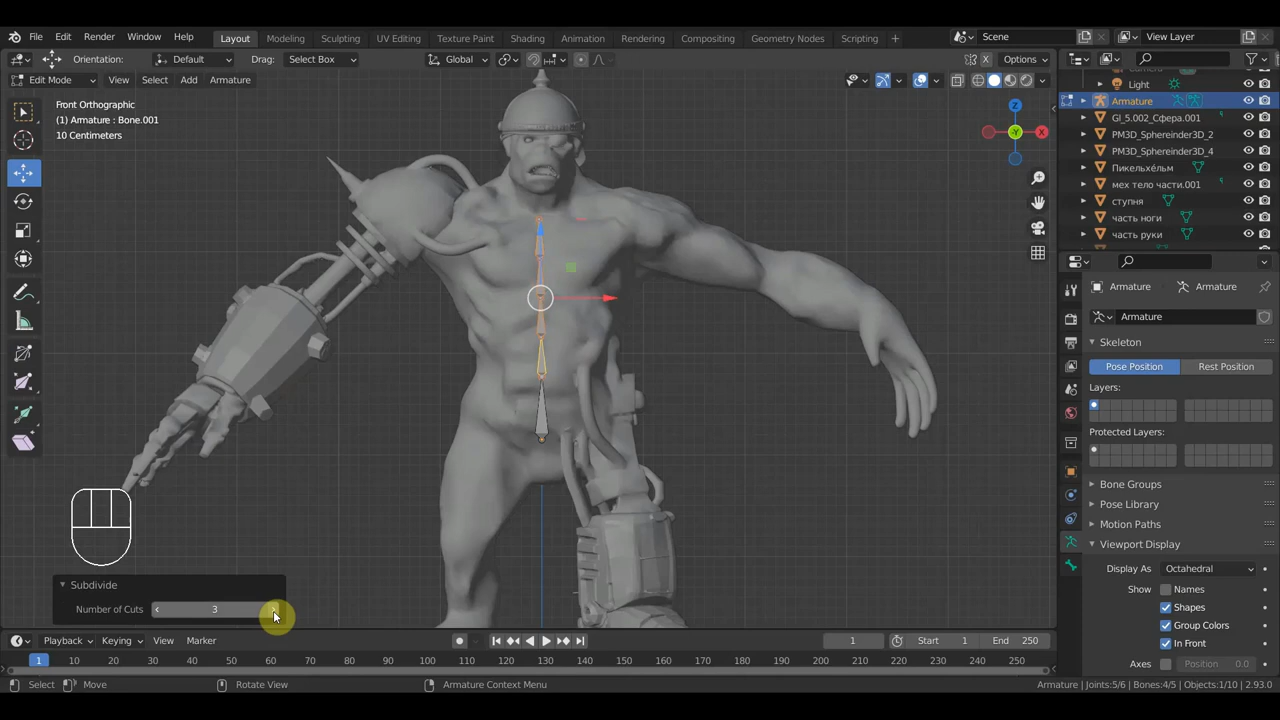 File Edit Render Window Help Layout Modeling Sculpting UV Editing Texture Paint Shading Animation Rendering Compositing Geometry Nodes Scripting + Scene View Layer
Orientation: Default Drag: Select Box Global Options
Edit Mode View Select Add Armature
Front Orthographic
(1) Armature : Bone.001
10 Centimeters
Z
Y
X
Light
Armature
GI_5.002_Сфера.001
PM3D_Sphereinder3D_2
PM3D_Sphereinder3D_4
Пикельхéльм
мех тело части.001
ступня
часть ноги
часть руки
Armature Armature
Armature
Skeleton
Pose Position Rest Position
Layers:
Protected Layers:
Bone Groups
Pose Library
Motion Paths
Viewport Display
Display As Octahedral
Show Names
Shapes
Group Colors
In Front
Axes Position 0.0
Subdivide
Number of Cuts 3
Playback Keying View Marker 1 Start 1 End 250
1 10 20 30 40 50 60 70 80 90 100 110 120 130 140 150 160 170 180 190 200 210 220 230 240 250
Select Move Rotate View Armature Context Menu Armature | Joints:5/6 | Bones:4/5 | Objects:1/10 | 2.93.0